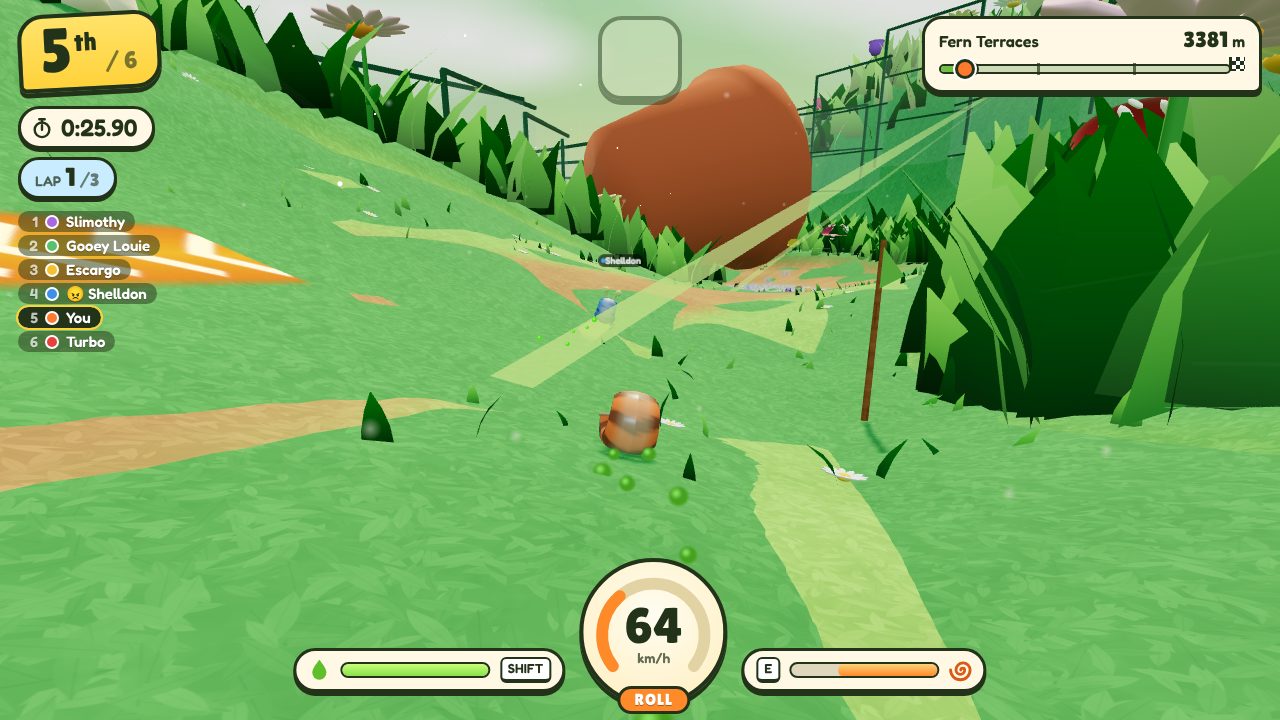 5th / 6
Fern Terraces 3381 m
0:25.90
LAP 1/3
1 Slimothy
2 Gooey Louie
3 Escargo
4 Shelldon
5 You
6 Turbo
Shelldon
64
km/h
SHIFT
E
ROLL